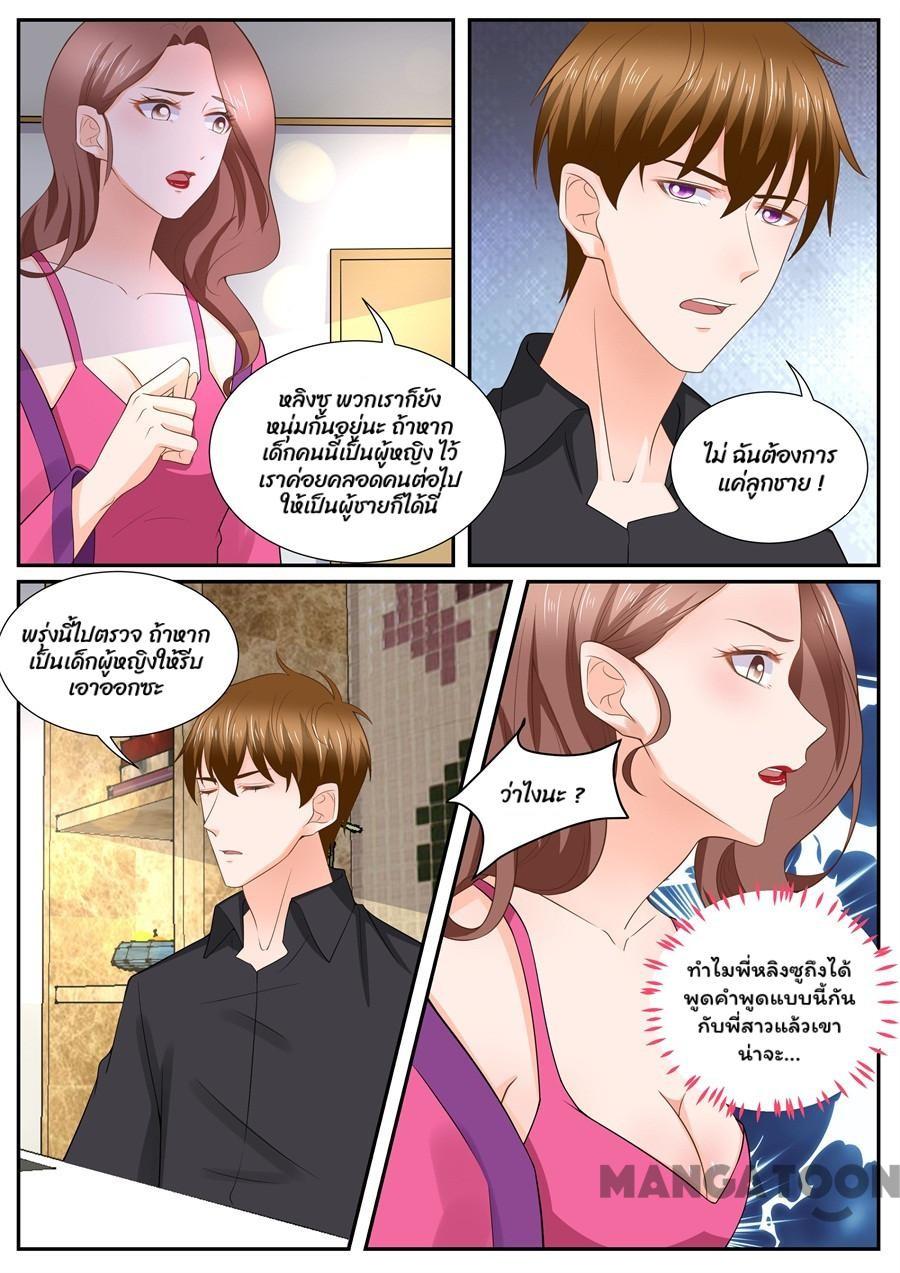 หลิงซู พวกเราก็ยัง
หนุ่มกันอยู่นะ ถ้าหาก
เด็กคนนี้เป็นผู้หญิง ไว้
เราค่อยคลอดคนต่อไป
ให้เป็นผู้ชายก็ได้นี่
ไม่ ฉันต้องการ
แค่ลูกชาย !
พรุ่งนี้ไปตรวจ ถ้าหาก
เป็นเด็กผู้หญิงให้รีบ
เอาออกซะ
ว่าไงนะ ?
ทำไมพี่หลิงซูถึงได้
พูดคำพูดแบบนี้กัน
กับพี่สาวแล้วเขา
น่าจะ...
MANGATOON